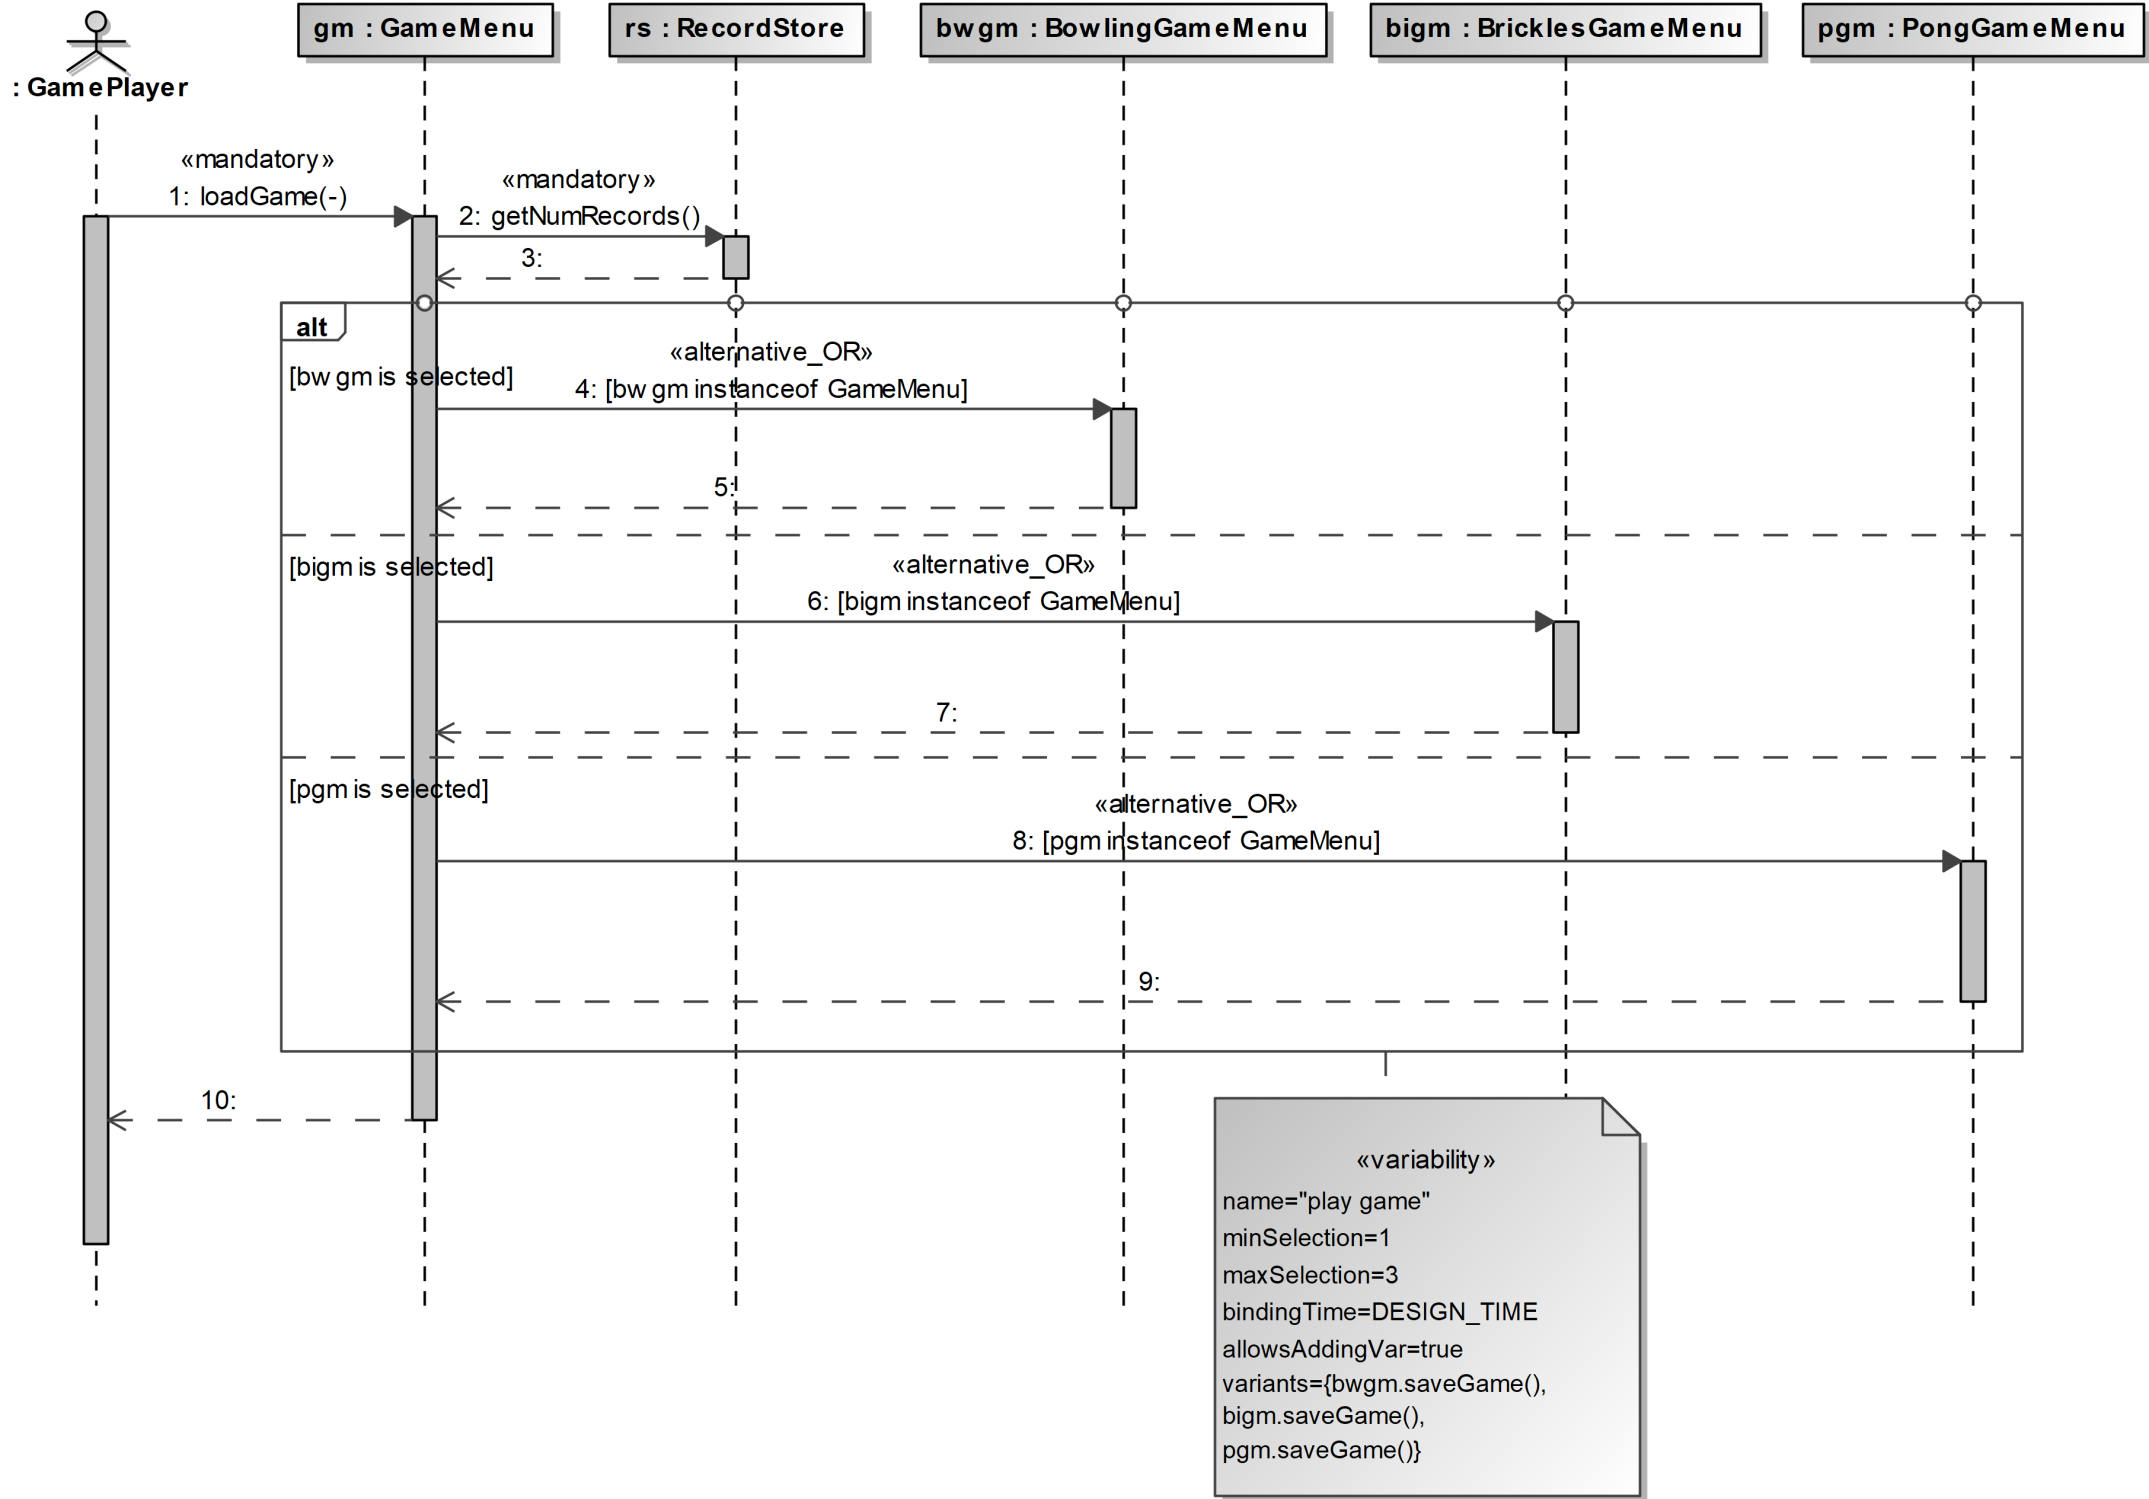 : GamePlayer
gm : GameMenu
rs : RecordStore
bwgm : BowlingGameMenu
bigm : BricklesGameMenu
pgm : PongGameMenu
«mandatory»
1: loadGame(-)
«mandatory»
2: getNumRecords()
3:
alt
[bwgm is selected]
«alternative_OR»
4: [bwgm instanceof GameMenu]
5:
[bigm is selected]
«alternative_OR»
6: [bigm instanceof GameMenu]
7:
[pgm is selected]
«alternative_OR»
8: [pgm instanceof GameMenu]
9:
10:
«variability»
name="play game"
minSelection=1
maxSelection=3
bindingTime=DESIGN_TIME
allowsAddingVar=true
variants={bwgm.saveGame(),
bigm.saveGame(),
pgm.saveGame()}